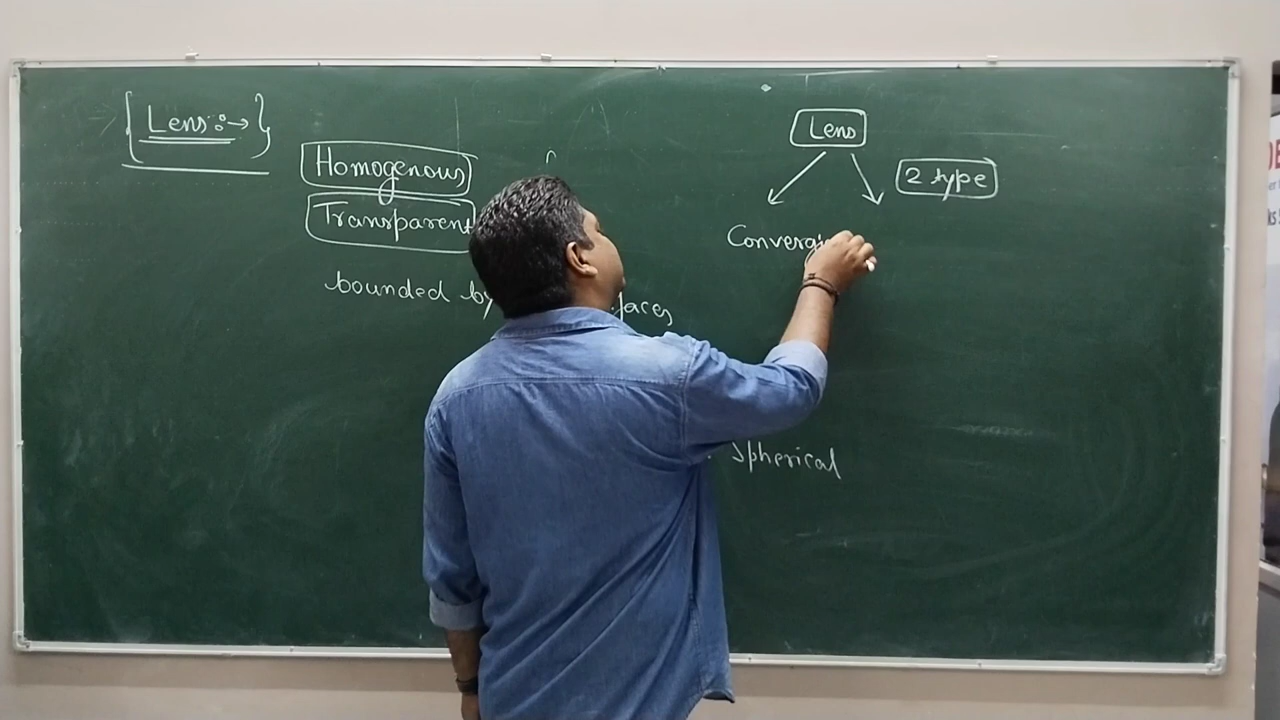 Lens :→
Homogenous
Transparent
bounded by
Spherical
Lens
2 type